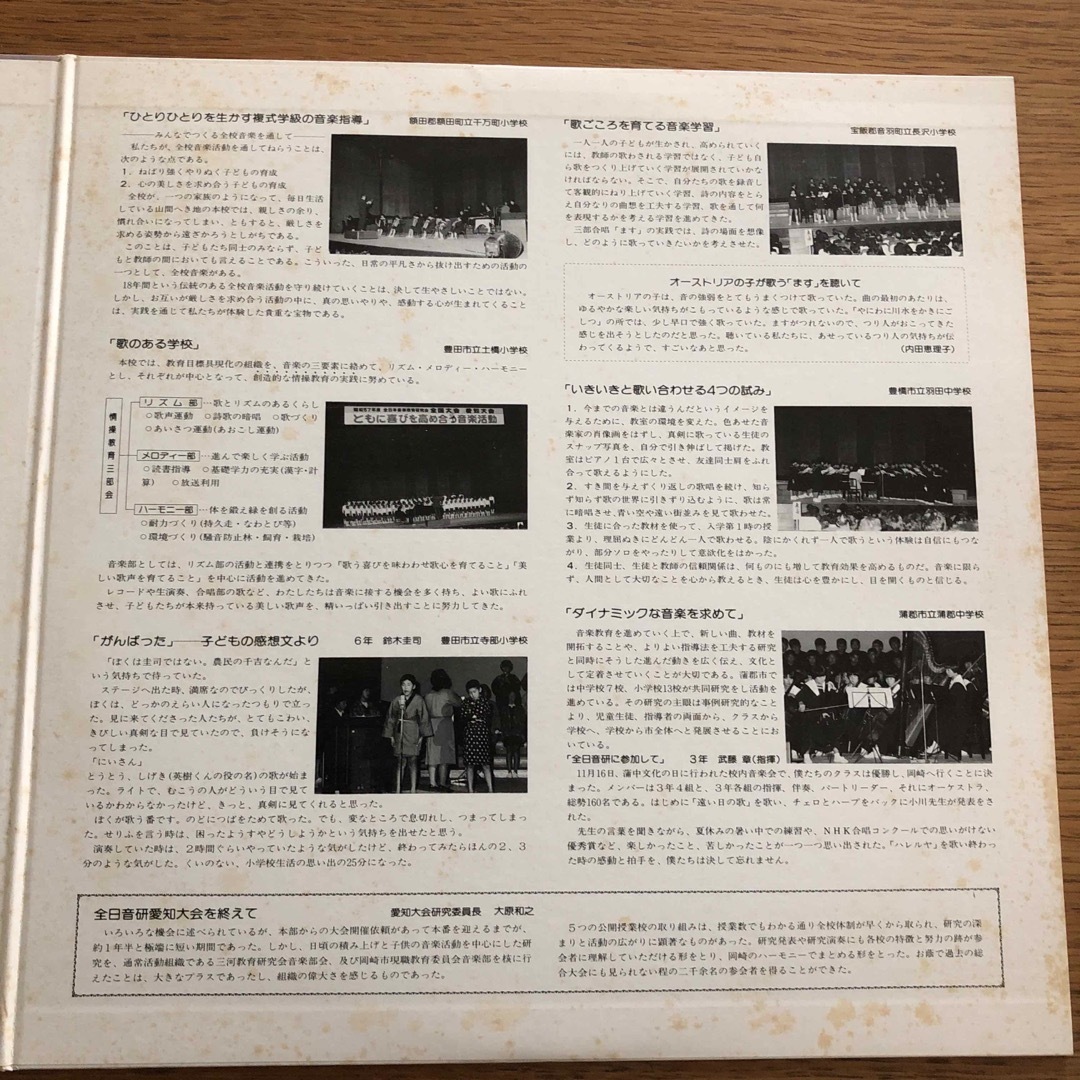 「ひとりひとりを生かす複式学級の音楽指導」 額田郡額田町立千万町小学校
――みんなでつくる全校音楽を通して――
私たちが、全校音楽活動を通してねらうことは、
次のような点である。
1．ねばり強くやりぬく子どもの育成
2．心の美しさを求め合う子どもの育成
全校が、一つの家族のようになって、毎日生活
している山間へき地の本校では、親しさの余り、
慣れ合いになってしまい、ともすると、厳しさを
求める姿勢から遠ざかろうとしがちである。
このことは、子どもたち同士のみならず、子ど
もと教師の間においても言えることである。こういった、日常の平凡さから抜け出すための活動の
一つとして、全校音楽がある。
18年間という伝統のある全校音楽活動を守り続けていくことは、決して生やさしいことではない。
しかし、お互いが厳しさを求め合う活動の中に、真の思いやりや、感動する心が生まれてくること
は、実践を通じて私たちが体験した貴重な宝物である。
「歌のある学校」 豊田市立土橋小学校
本校では、教育目標具現化の組織を、音楽の三要素に絡めて、リズム・メロディー・ハーモニー
とし、それぞれが中心となって、創造的な情操教育の実践に努めている。
情操教育三部会
リズム部…歌とリズムのあるくらし
○歌声運動 ○詩歌の暗唱 ○歌づくり
○あいさつ運動(あおこし運動)
メロディー部…進んで楽しく学ぶ活動
○読書指導 ○基礎学力の充実(漢字・計
算) ○放送利用
ハーモニー部…体を鍛え緑を創る活動
○耐力づくり(持久走・なわとび等)
○環境づくり(騒音防止林・飼育・栽培)
昭和57年度 全日本音楽教育研究会 全国大会 愛知大会
ともに喜びを高め合う音楽活動
音楽部としては、リズム部の活動と連携をとりつつ「歌う喜びを味わわせ歌心を育てること」「美
しい歌声を育てること」を中心に活動を進めてきた。
レコードや生演奏、合唱部の歌など、わたしたちは音楽に接する機会を多く持ち、よい歌にふれ
させ、子どもたちが本来持っている美しい歌声を、精いっぱい引き出すことに努力してきた。
「がんばった」――子どもの感想文より 6年 鈴木圭司 豊田市立寺部小学校
「ぼくは圭司ではない。農民の千吉なんだ」と
いう気持ちで待っていた。
ステージへ出た時、満席なのでびっくりしたが、
ぼくは、どっかのえらい人になったつもりで立っ
た。見に来てくださった人たちが、とてもこわい、
きびしい真剣な目で見ていたので、負けそうにな
ってしまった。
「にいさん」
とうとう、しげき(英樹くんの役の名)の歌が始ま
った。ライトで、むこうの人がどういう目で見て
いるかわからなかったけど、きっと、真剣に見てくれると思った。
ぼくが歌う番です。のどにつばをためて歌った。でも、変なところで息切れし、つまってしまっ
た。せりふを言う時は、困ったようすやどうしようかという気持ちを出せたと思う。
演奏していた時は、2時間ぐらいやっていたような気がしたけど、終わってみたらほんの2、3
分のような気がした。くいのない、小学校生活の思い出の25分になった。
「歌ごころを育てる音楽学習」 宝飯郡音羽町立長沢小学校
一人一人の子どもが生かされ、高められていく
には、教師の歌わされる学習ではなく、子ども自
ら歌をつくり上げていく学習が展開されていかな
ければならない。そこで、自分たちの歌を録音し
て客観的にねり上げていく学習、詩の内容をとら
え自分なりの曲想を工夫する学習、歌を通して何
を表現するかを考える学習を進めてきた。
三部合唱「ます」の実践では、詩の場面を想像
し、どのように歌っていきたいかを考えさせた。
オーストリアの子が歌う「ます」を聴いて
オーストリアの子は、音の強弱をとてもうまくつけて歌っていた。曲の最初のあたりは、
ゆるやかな楽しい気持ちがこもっているような感じで歌っていた。「やにわに川水をかきにご
しつ」の所では、少し早口で強く歌っていた。ますがつれないので、つり人がおこってきた
感じを出そうとしたのだと思った。聴いている私たちに、あせっているつり人の気持ちが伝
わってくるようで、すごいなあと思った。 (内田恵理子)
「いきいきと歌い合わせる4つの試み」 豊橋市立羽田中学校
1．今までの音楽とは違うんだというイメージを
与えるために、教室の環境を変えた。色あせた音
楽家の肖像画をはずし、真剣に歌っている生徒の
スナップ写真を、自分で引き伸ばして掲げた。教
室はピアノ1台で広々とさせ、友達同士肩をふれ
合って歌えるようにした。
2．すき間を与えずくり返しの歌唱を続け、知ら
ず知らず歌の世界に引きずり込むように、歌は常
に暗唱させ、青い空や遠い街並みを見て歌わせた。
3．生徒に合った教材を使って、入学第1時の授
業より、理屈ぬきにどんどん一人で歌わせる。陰にかくれず一人で歌うという体験は自信にもつな
がり、部分ソロをやったりして意欲化をはかった。
4．生徒同士、生徒と教師の信頼関係は、何ものにも増して教育効果を高めるものだ。音楽に限ら
ず、人間として大切なことを心から教えるとき、生徒は心を豊かにし、目を開くものと信じる。
「ダイナミックな音楽を求めて」 蒲郡市立蒲郡中学校
音楽教育を進めていく上で、新しい曲、教材を
開拓することや、よりよい指導法を工夫する研究
と同時にそうした進んだ動きを広く伝え、文化と
して定着させていくことが大切である。蒲郡市で
は中学校7校、小学校13校が共同研究をし活動を
進めている。その研究の主眼は事例研究的なこと
より、児童生徒、指導者の両面から、クラスから
学校へ、学校から市全体へと発展させることにお
いている。
「全日音研に参加して」 3年 武藤 章(指揮)
11月16日、蒲中文化の日に行われた校内音楽会で、僕たちのクラスは優勝し、岡崎へ行くことに決
まった。メンバーは3年4組と、3年各組の指揮、伴奏、パートリーダー、それにオーケストラ、
総勢160名である。はじめに「遠い日の歌」を歌い、チェロとハープをバックに小川先生が発表をさ
れた。
先生の言葉を聞きながら、夏休みの暑い中での練習や、NHK合唱コンクールでの思いがけない
優秀賞など、楽しかったこと、苦しかったことが一つ一つ思い出された。「ハレルヤ」を歌い終わっ
た時の感動と拍手を、僕たちは決して忘れません。
全日音研愛知大会を終えて 愛知大会研究委員長 大原和之
いろいろな機会に述べられているが、本部からの大会開催依頼があって本番を迎えるまでが、
約1年半と極端に短い期間であった。しかし、日頃の積み上げと子供の音楽活動を中心にした研
究を、通常活動組織である三河教育研究会音楽部会、及び岡崎市現職教育委員会音楽部を核に行
えたことは、大きなプラスであったし、組織の偉大さを感じるものであった。
5つの公開授業校の取り組みは、授業数でもわかる通り全校体制が早くから取られ、研究の深
まりと活動の広がりに顕著なものがあった。研究発表や研究演奏にも各校の特徴と努力の跡が参
会者に理解していただける形をとり、岡崎のハーモニーでまとめる形をとった。お蔭で過去の総
合大会にも見られない程の二千余名の参会者を得ることができた。